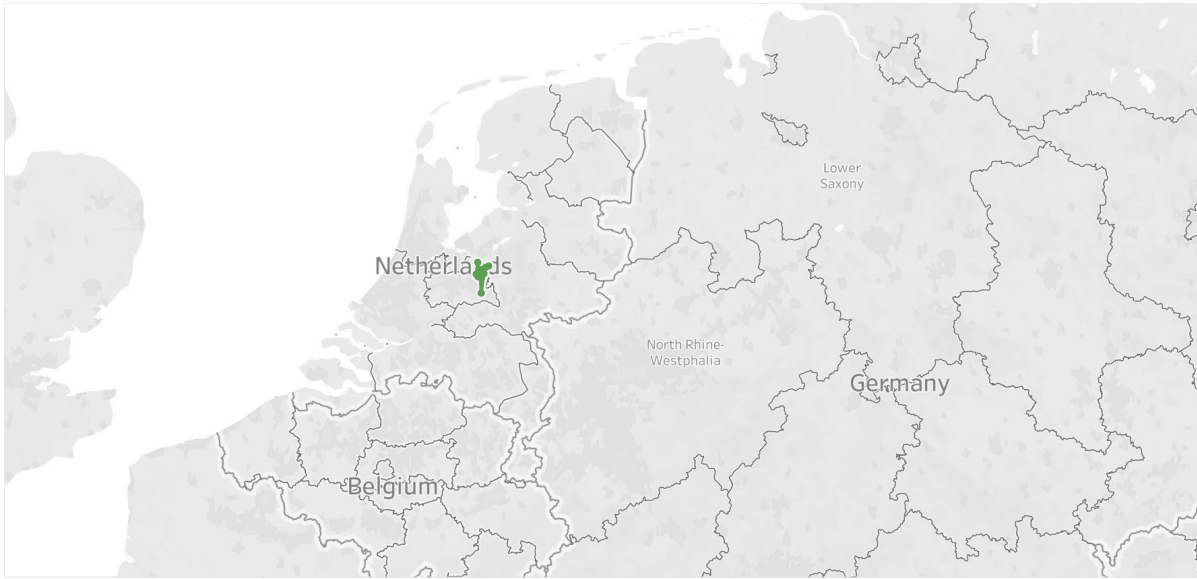 Lower
Saxony
Netherlands
North Rhine-
Westphalia
Germany
Belgium